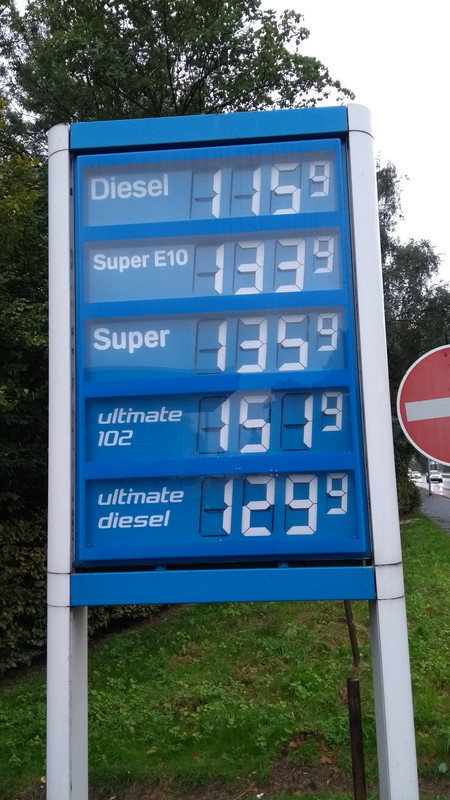 Diesel 115⁹
Super E10 133⁹
Super 135⁹
ultimate
102 151⁹
ultimate
diesel 129⁹